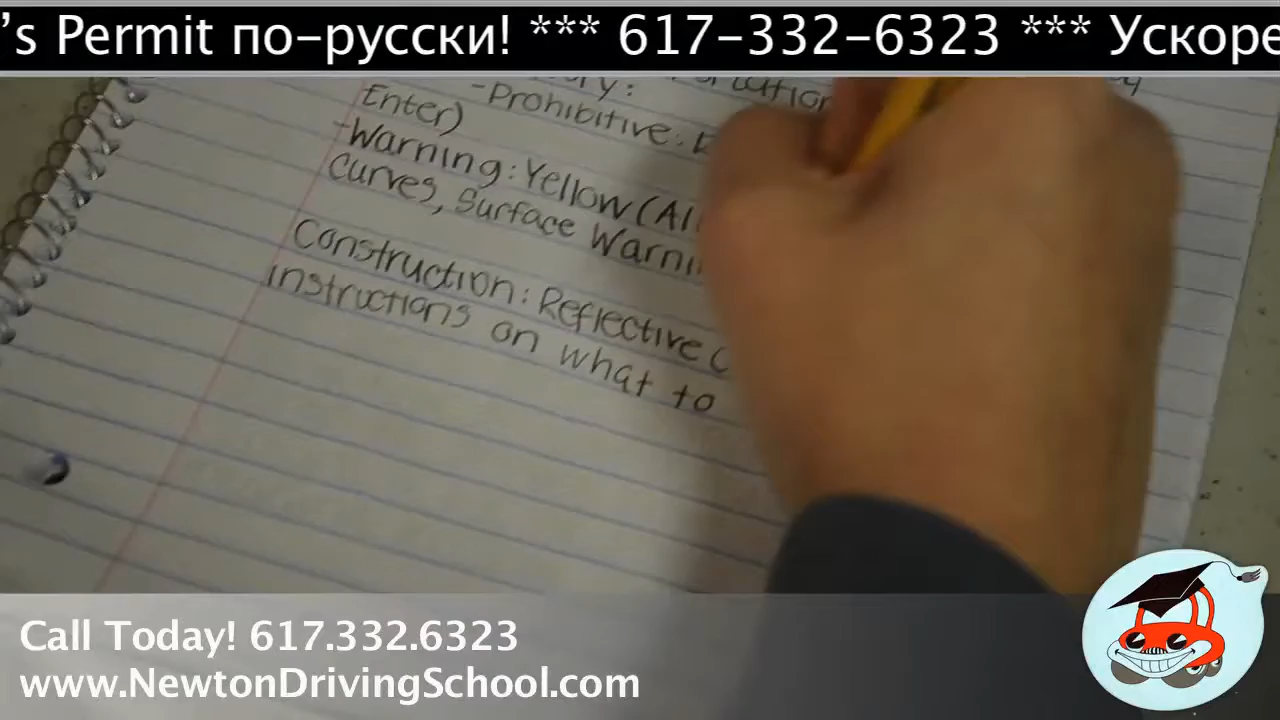 's Permit по-русски! *** 617-332-6323 *** Ускоре
-Prohibitive:
Enter)
-Warning: Yellow (Al
Curves, Surface Warni
Construction: Reflective (
instructions on what to
Call Today! 617.332.6323
www.NewtonDrivingSchool.com